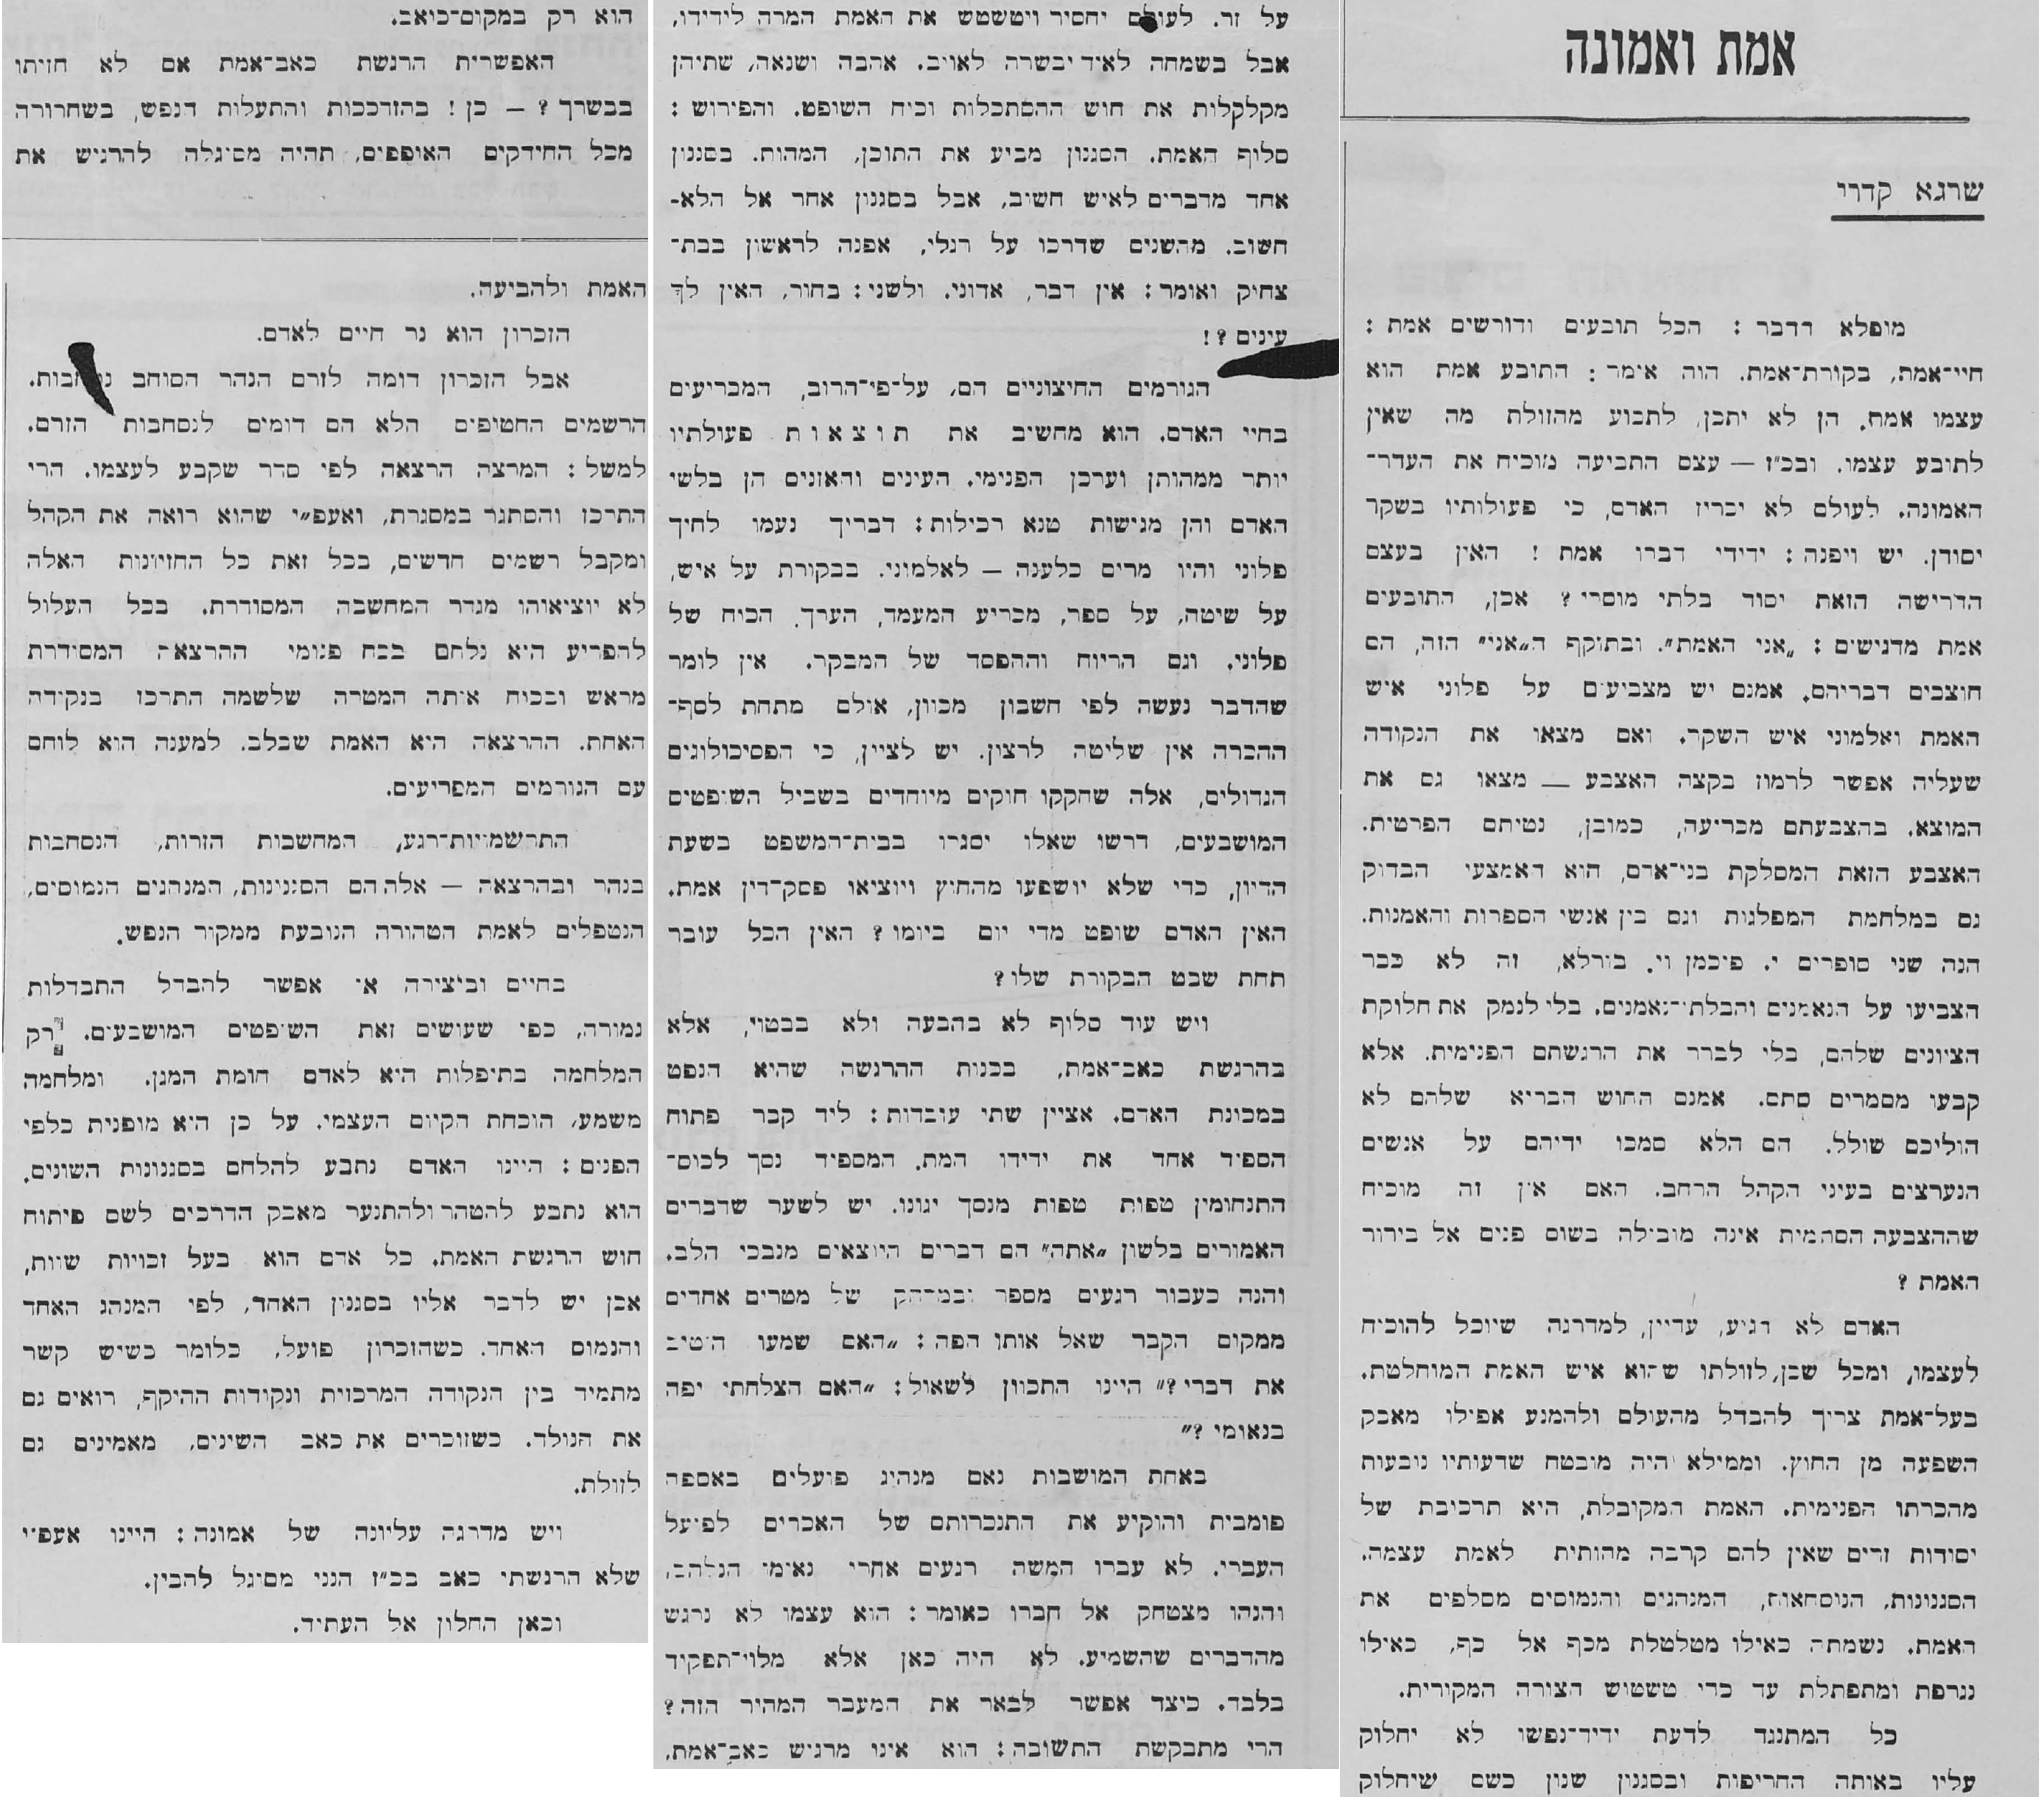 אמת ואמונה
שרגא קדרי
מופלא הדבר : הכל תובעים ודורשים אמת :
חיי־אמת, בקורת־אמת. הוה אימר : התובע אמת הוא
עצמו אמת. הן לא יתכן, לתבוע מהזולת מה שאין
לתובע עצמו. ובכ״ז — עצם התביעה מוכיח את העדר־
האמונה. לעולם לא יכריז האדם, כי פעולותיו בשקר
יסודן. יש ויפנה : ידידי דברו אמת ! האין בעצם
הדרישה הזאת יסוד בלתי מוסרי ? אכן, התובעים
אמת מדגישים : „אני האמת״. ובתוקף ה„אני״ הזה, הם
חוצבים דבריהם. אמנם יש מצביעים על פלוני איש
האמת ואלמוני איש השקר. ואם מצאו את הנקודה
שעליה אפשר לרמוז בקצה האצבע — מצאו גם את
המוצא. בהצבעתם מכריעה, כמובן, נטיתם הפרטית.
האצבע הזאת המסלקת בני־אדם, הוא האמצעי הבדוק
גם במלחמת המפלגות וגם בין אנשי הספרות והאמנות.
הנה שני סופרים י. פיכמן וי. בורלא, זה לא כבר
הצביעו על הנאמנים והבלתי־נאמנים. בלי לנמק את חלוקת
הציונים שלהם, בלי לברר את הרגשתם הפנימית. אלא
קבעו מסמרים סתם. אמנם החוש הבריא שלהם לא
הוליכם שולל. הם הלא סמכו ידיהם על אנשים
הנערצים בעיני הקהל הרחב. האם אין זה מוכיח
שההצבעה הסתמית אינה מובילה בשום פנים אל בירור
האמת ?
האדם לא הגיע, עדיין, למדרגה שיוכל להוכיח
לעצמו, ומכל שכן, לזולתו שהוא איש האמת המוחלטת.
בעל־אמת צריך להבדל מהעולם ולהמנע אפילו מאבק
השפעה מן החוץ. וממילא היה מובטח שדעותיו נובעות
מהכרתו הפנימית. האמת המקובלת, היא תרכיבת של
יסודות זרים שאין להם קרבה מהותית לאמת עצמה.
הסגנונות, הנוסחאות, המנהגים והנמוסים מסלפים את
האמת. נשמתה כאילו מטלטלת מכף אל כף, כאילו
נגרפת ומתפתלת עד כדי טשטוש הצורה המקורית.
כל המתנגד לדעת ידיד־נפשו לא יחלוק
עליו באותה החריפות ובסגנון שנון כשם שיחלוק
על זר. לעולם יחסיר ויטשטש את האמת המרה לידידו,
אבל בשמחה לאיד יבשרה לאויב. אהבה ושנאה, שתיהן
מקלקלות את חוש ההסתכלות וכיח השופט. והפירוש :
סלוף האמת. הסגנון מביע את התוכן, המהות. בסגנון
אחד מדברים לאיש חשוב, אבל בסגנון אחר אל הלא-
חשוב. מהשנים שדרכו על רגלי, אפנה לראשון בבת־
צחיק ואומר : אין דבר, אדוני. ולשני : בחור, האין לך
עינים ? !
הגורמים החיצוניים הם, על־פי־הרוב, המכריעים
בחיי האדם. הוא מחשיב את תוצאות פעולתיו
יותר ממהותן וערכן הפנימי. העינים והאזנים הן בלשי
האדם והן מגישות טנא רכילות : דבריך נעמו לחיך
פלוני והיו מרים כלענה — לאלמוני. בבקורת על איש,
על שיטה, על ספר, מכריע המעמד, הערך, הכיח של
פלוני. וגם הריוח וההפסד של המבקר. אין לומר
שהדבר נעשה לפי חשבון מכוון, אולם מתחת לסף־
ההכרה אין שליטה לרצון. יש לציין, כי הפסיכולוגים
הגדולים, אלה שחקקו חוקים מיוחדים בשביל השופטים
המושבעים, דרשו שאלו יסגרו בבית־המשפט בשעת
הדיון, כדי שלא יושפעו מהחוץ ויוציאו פסק־דין אמת.
האין האדם שופט מדי יום ביומו ? האין הכל עובר
תחת שבט הבקורת שלו ?
ויש עוד סלוף לא בהבעה ולא בבטוי, אלא
בהרגשת כאב־אמת, בכנות ההרגשה שהיא הנפט
במכונת האדם. אציין שתי עובדות : ליד קבר פתוח
הספיד אחד את ידידו המת. המספיד נסך לכוס־
התנחומין טפות טפות מנסך יגונו. יש לשער שדברים
האמורים בלשון „אתה״ הם דברים היוצאים מנבכי הלב.
והנה כעבור רגעים מספר ובמרחק של מטרים אחדים
ממקום הקבר שאל אותו הפה : „האם שמעו היטיב
את דברי ?״ היינו התכוון לשאול : „האם הצלחתי יפה
בנאומי ?״
באחת המושבות נאם מנהיג פועלים באספה
פומבית והוקיע את התנכרותם של האכרים לפועל
העברי. לא עברו חמשה רגעים אחרי נאימו הנלהב,
והנהו מצטחק אל חברו כאומר : הוא עצמו לא נרגש
מהדברים שהשמיע. לא היה כאן אלא מלוי־תפקיד
בלבד. כיצד אפשר לבאר את המעבר המהיר הזה ?
הרי מתבקשת התשובה : הוא אינו מרגיש כאב־אמת,
הוא רק במקום־כואב.
האפשרית הרגשת כאב־אמת אם לא חזיתו
בבשרך ? — כן ! בהזדככות והתעלות הנפש, בשחרורה
מכל החידקים האופפים, תהיה מסוגלה להרגיש את
האמת ולהביעה.
הזכרון הוא נר חיים לאדם.
אבל הזכרון דומה לזרם הנהר הסוחב נסחבות.
הרשמים החטופים הלא הם דומים לנסחבות הזרם.
למשל : המרצה הרצאה לפי סדר שקבע לעצמו. הרי
התרכז והסתגר במסגרת, ואעפ״י שהוא רואה את הקהל
ומקבל רשמים חדשים, בכל זאת כל החזיונות האלה
לא יוציאוהו מגדר המחשבה המסודרת. בכל העלול
להפריע היא נלחם בכח פנימי ההרצאה המסודרת
מראש ובכוח איתה המטרה שלשמה התרכז בנקודה
האחת. ההרצאה היא האמת שבלב. למענה הוא לוחם
עם הגורמים המפריעים.
התרשמויות־רגע, המחשבות הזרות, הנסחבות
בנהר ובהרצאה — אלה הם הסגנונות, המנהגים הנמוסים,
הנטפלים לאמת הטהורה הנובעת ממקור הנפש.
בחיים וביצירה אי אפשר להבדל התבדלות
גמורה, כפי שעושים זאת השופטים המושבעים. רק
המלחמה בתיפלות היא לאדם חומת המגן. ומלחמה
משמע, הוכחת הקיום העצמי. על כן היא מופנית כלפי
הפנים : היינו האדם נתבע להלחם בסגנונות השונים.
הוא נתבע להטהר ולהתנער מאבק הדרכים לשם פיתוח
חוש הרגשת האמת. כל אדם הוא בעל זכויות שוות,
אכן יש לדבר אליו בסגנון האחד, לפי המנהג האחד
והנמוס האחד. כשהזכרון פועל, כלומר כשיש קשר
מתמיד בין הנקודה המרכזית ונקודות ההיקף, רואים גם
את הנולד. כשזוכרים את כאב השינים, מאמינים גם
לזולת.
ויש מדרגה עליונה של אמונה : היינו אעפ״י
שלא הרגשתי כאב בכ״ז הנני מסוגל להבין.
וכאן החלון אל העתיד.